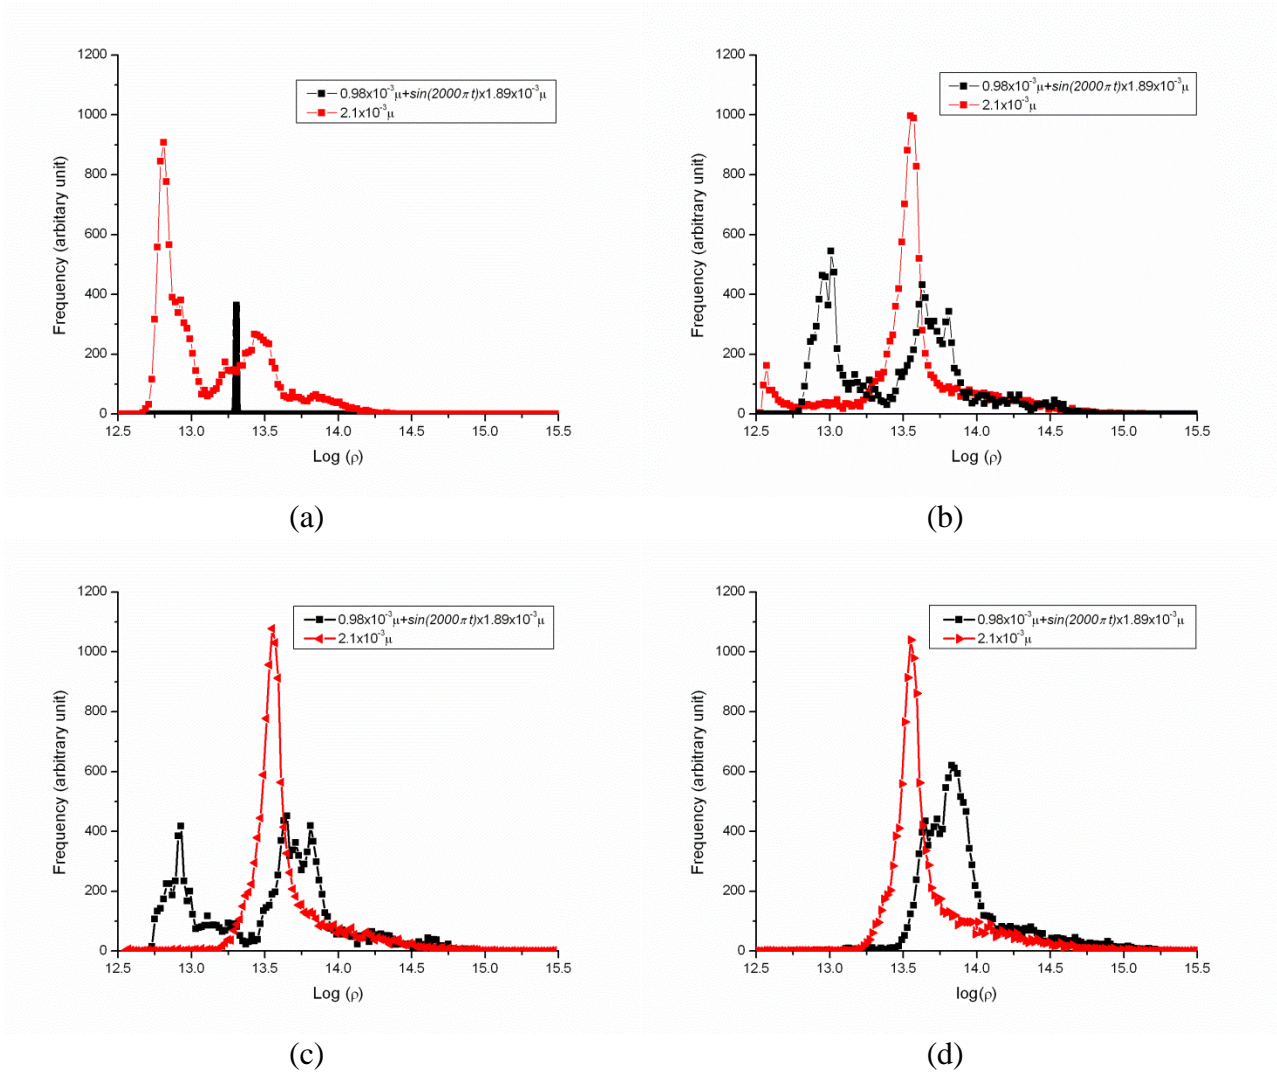 1200
1000
800
600
400
200
0
Frequency (arbitary unit)
0.98x10⁻³μ+sin(2000πt)x1.89x10⁻³μ
2.1x10⁻³μ
12.5 13.0 13.5 14.0 14.5 15.0 15.5
Log (ρ)
(a)
1200
1000
800
600
400
200
0
Frequency (arbitrary unit)
0.98x10⁻³μ+sin(2000πt)x1.89x10⁻³μ
2.1x10⁻³μ
12.5 13.0 13.5 14.0 14.5 15.0 15.5
Log (ρ)
(b)
1200
1000
800
600
400
200
0
Frequency (arbitrary unit)
0.98x10⁻³μ+sin(2000πt)x1.89x10⁻³μ
2.1x10⁻³μ
12.5 13.0 13.5 14.0 14.5 15.0 15.5
Log (ρ)
(c)
1200
1000
800
600
400
200
0
Frequency (arbitrary unit)
0.98x10⁻³μ+sin(2000πt)x1.89x10⁻³μ
2.1x10⁻³μ
12.5 13.0 13.5 14.0 14.5 15.0 15.5
log(ρ)
(d)